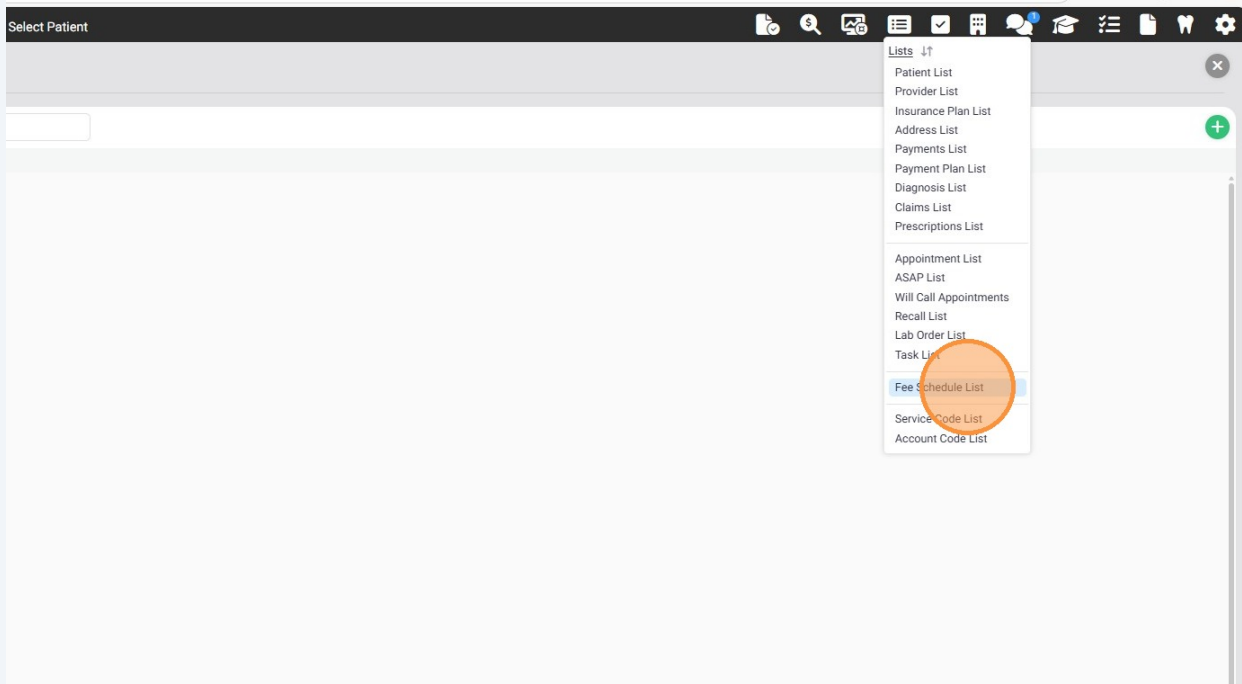 Select Patient
1
Lists
Patient List
Provider List
Insurance Plan List
Address List
Payments List
Payment Plan List
Diagnosis List
Claims List
Prescriptions List
Appointment List
ASAP List
Will Call Appointments
Recall List
Lab Order List
Task List
Fee Schedule List
Service Code List
Account Code List